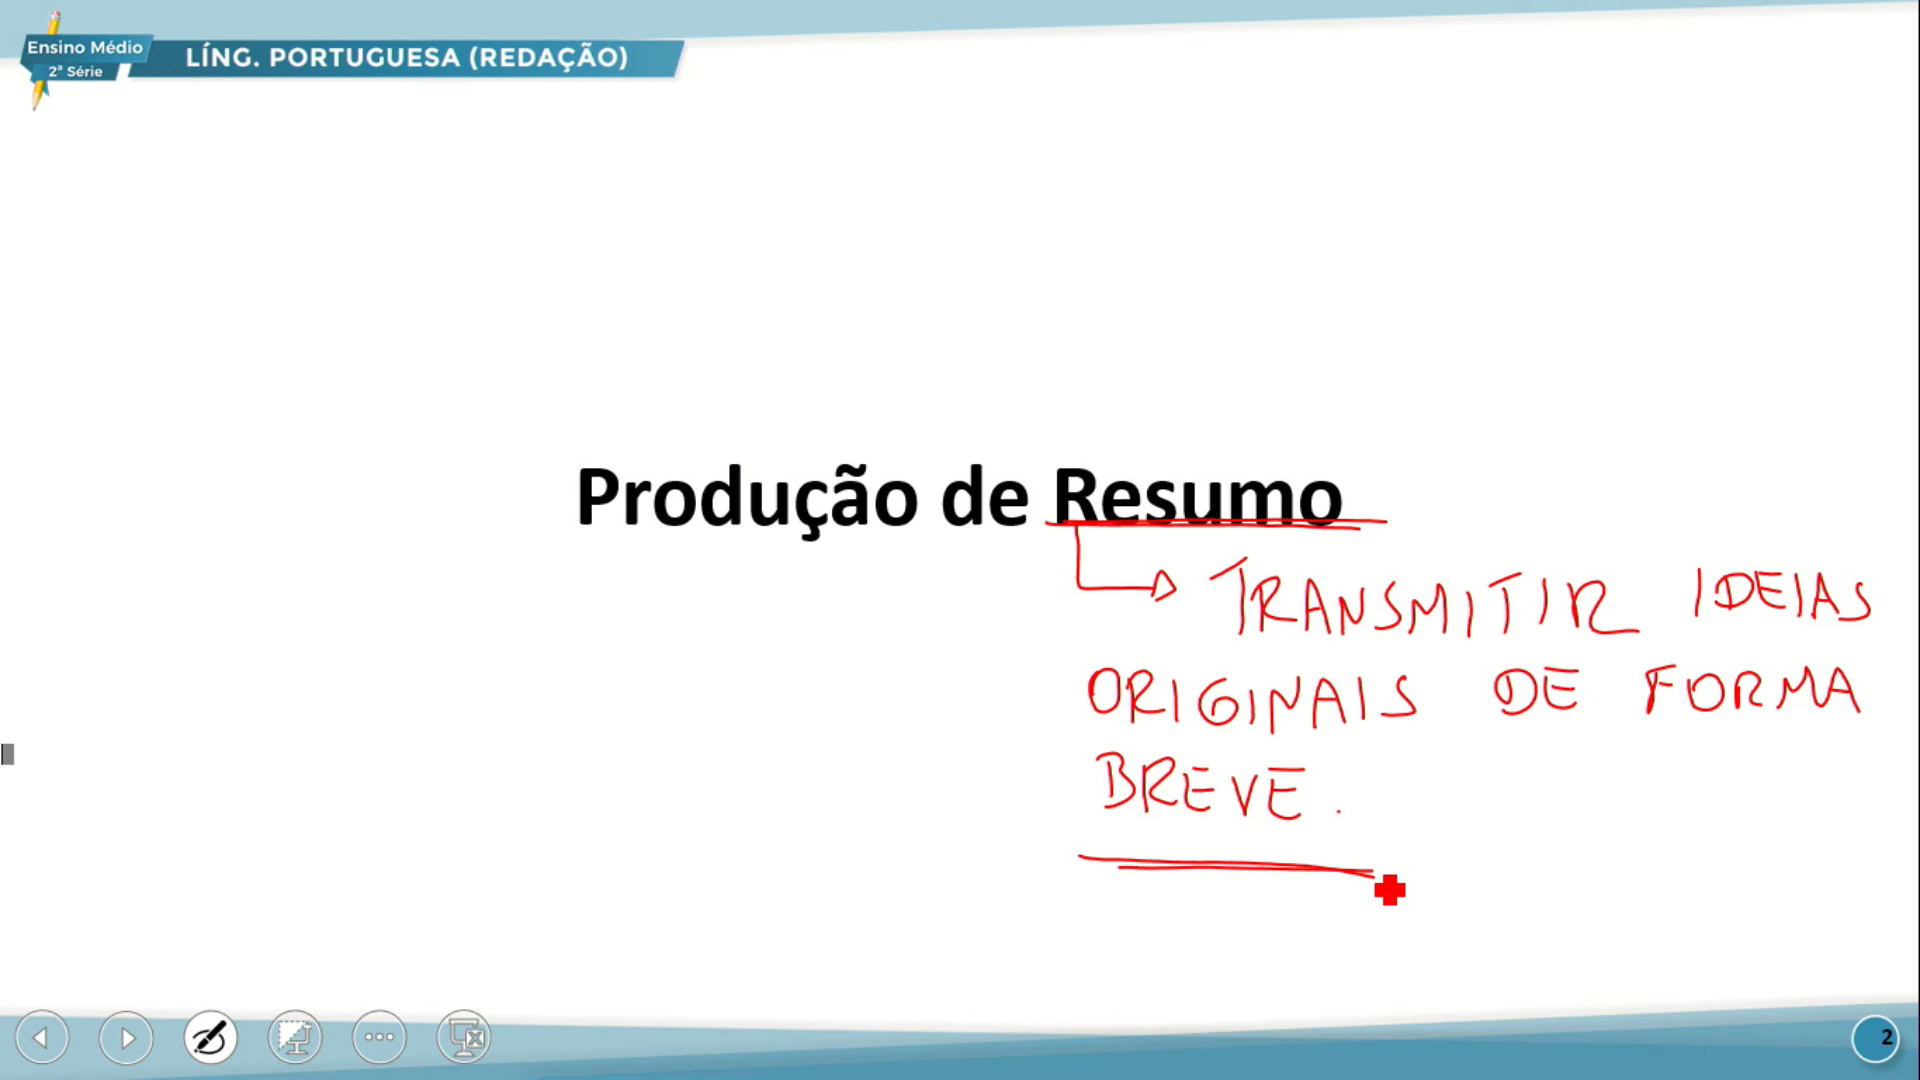 Ensino Médio
2ª Série
LÍNG. PORTUGUESA (REDAÇÃO)
Produção de Resumo
TRANSMITIR IDEIAS
ORIGINAIS DE FORMA
BREVE.
2